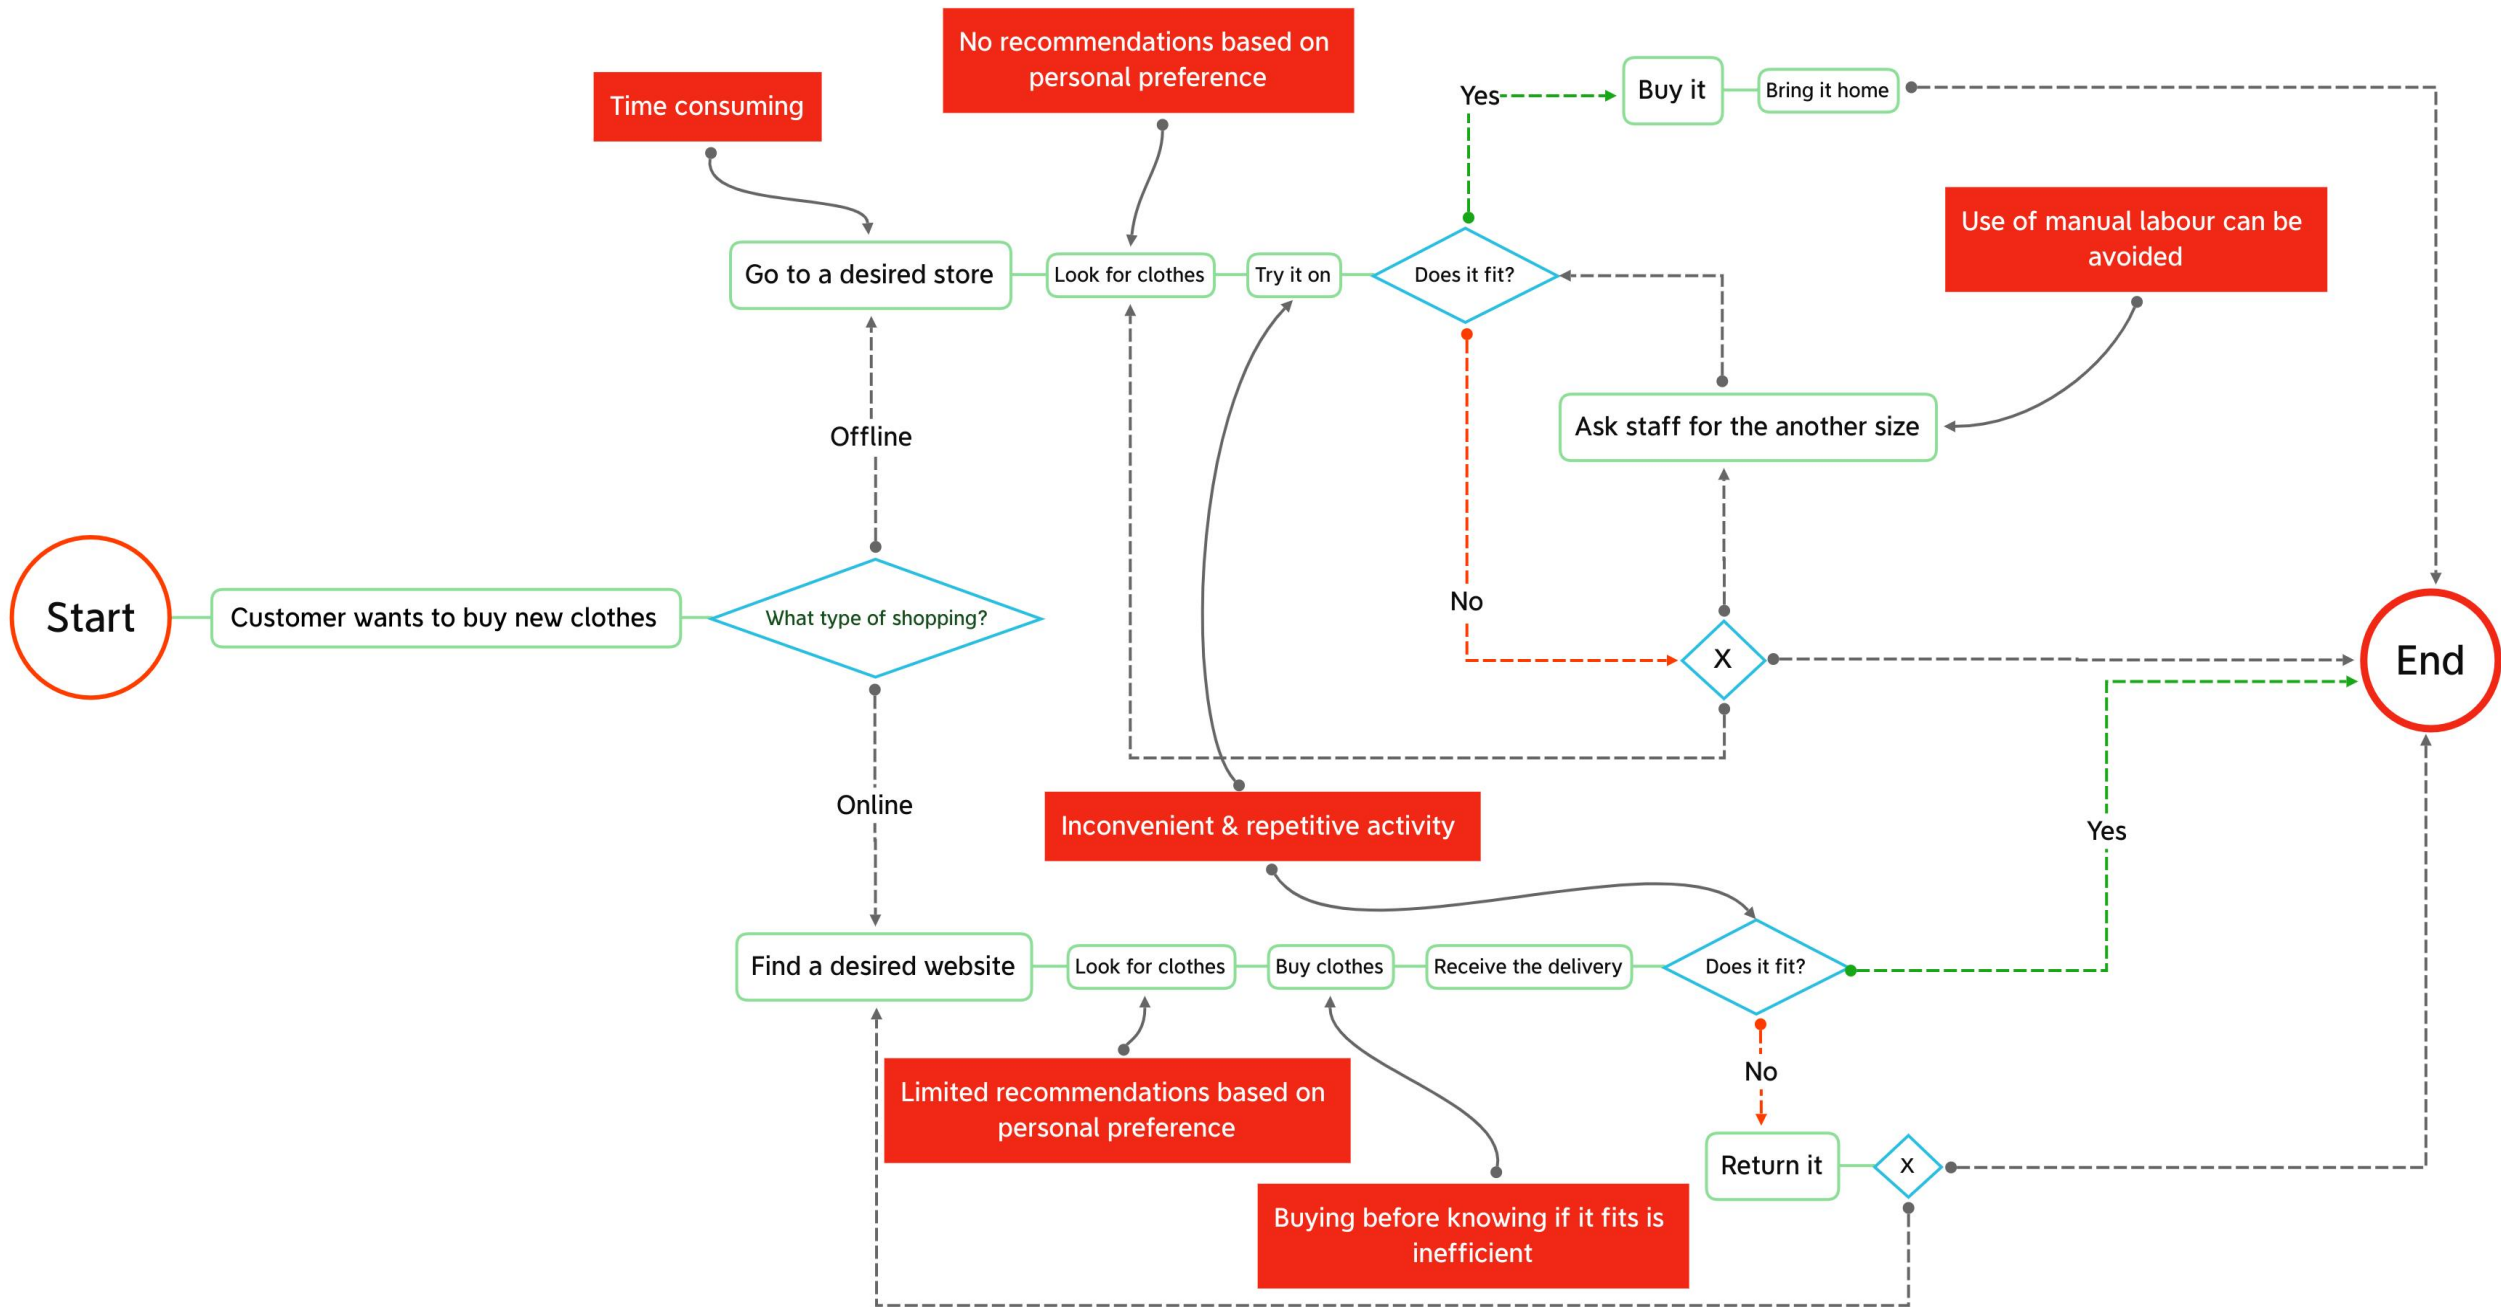 No recommendations based on
personal preference
Time consuming
Yes
Buy it
Bring it home
Use of manual labour can be
avoided
Go to a desired store
Look for clothes
Try it on
Does it fit?
Offline
Ask staff for the another size
Start
Customer wants to buy new clothes
What type of shopping?
No
X
End
Online
Inconvenient & repetitive activity
Yes
Find a desired website
Look for clothes
Buy clothes
Receive the delivery
Does it fit?
No
Limited recommendations based on
personal preference
Return it
X
Buying before knowing if it fits is
inefficient